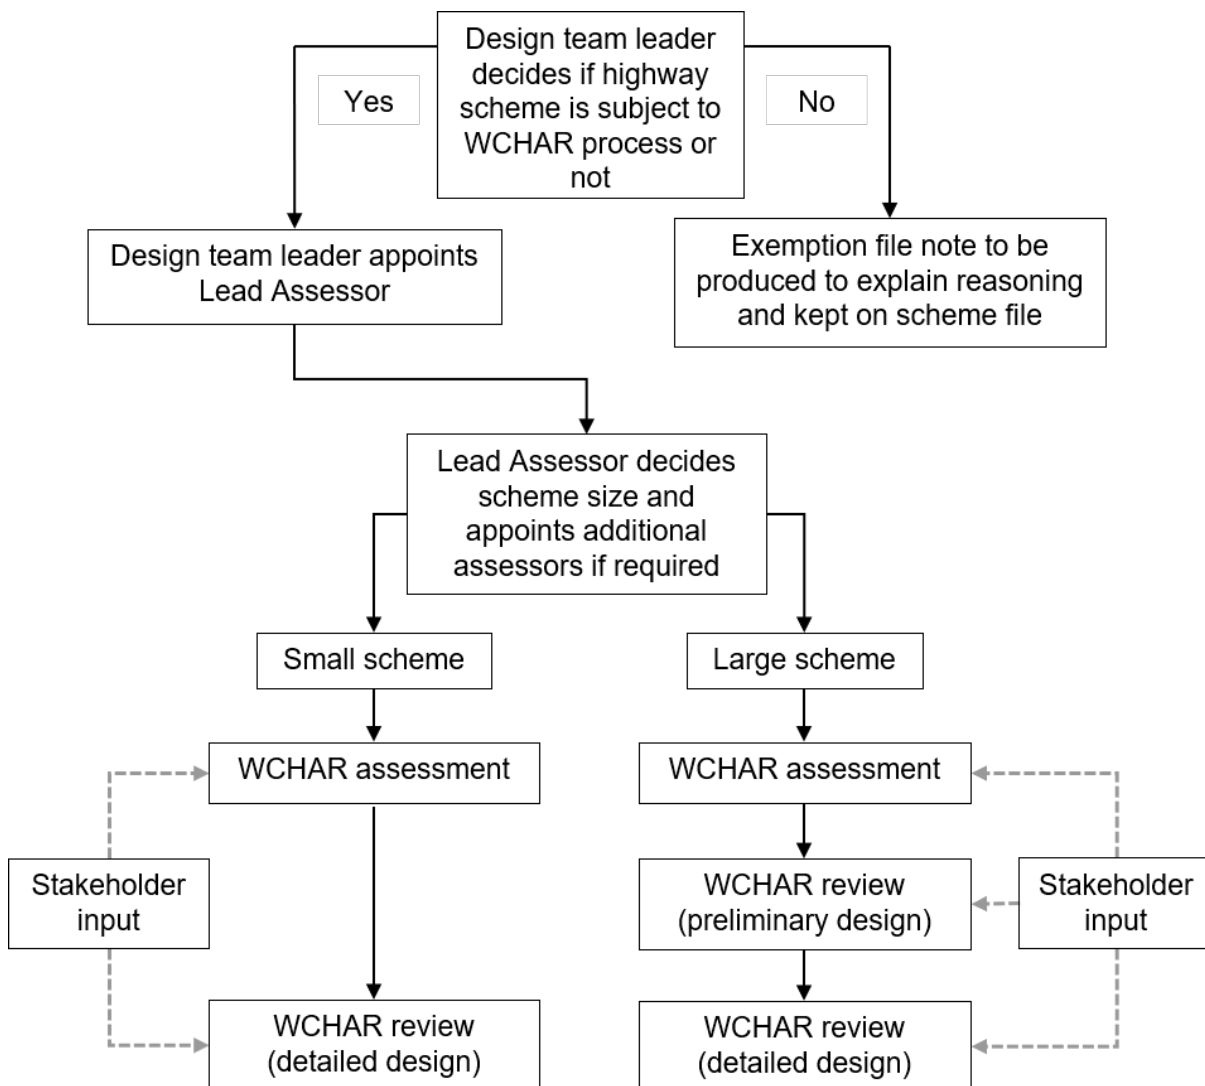 Design team leader
decides if highway
scheme is subject to
WCHAR process or
not
Yes
No
Design team leader appoints
Lead Assessor
Exemption file note to be
produced to explain reasoning
and kept on scheme file
Lead Assessor decides
scheme size and
appoints additional
assessors if required
Small scheme
Large scheme
WCHAR assessment
WCHAR assessment
Stakeholder
input
WCHAR review
(preliminary design)
Stakeholder
input
WCHAR review
(detailed design)
WCHAR review
(detailed design)